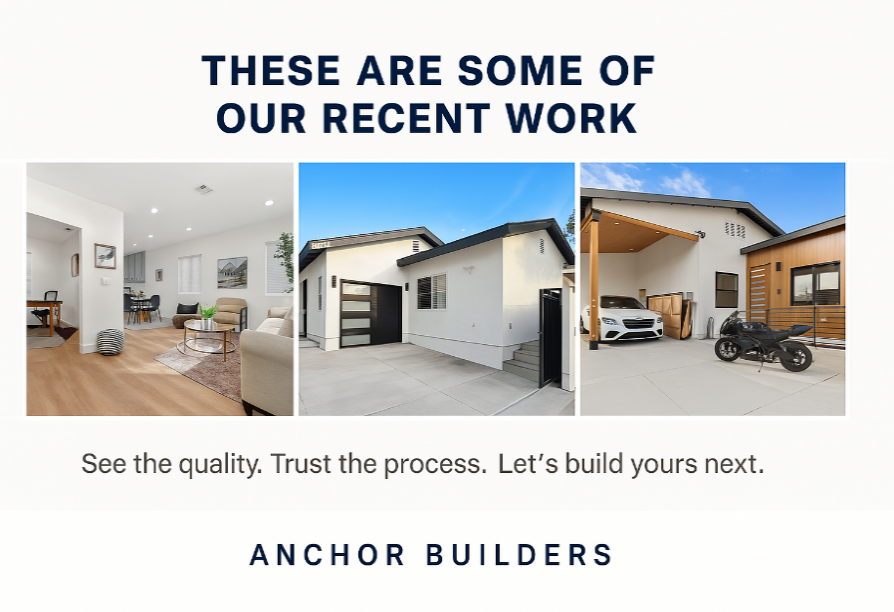 THESE ARE SOME OF
OUR RECENT WORK
See the quality. Trust the process. Let's build yours next.
ANCHOR BUILDERS